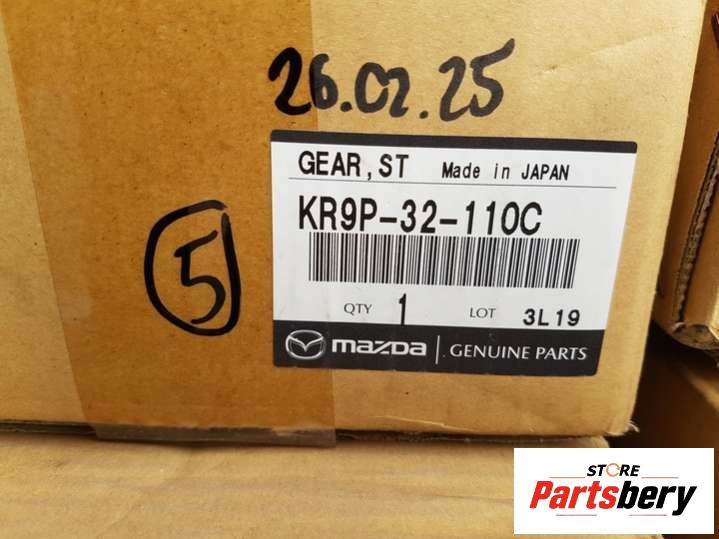 26.02.25
GEAR, ST Made in JAPAN
KR9P-32-110C
QTY 1 LOT 3L19
mazda | GENUINE PARTS
5
STORE
Partsbery